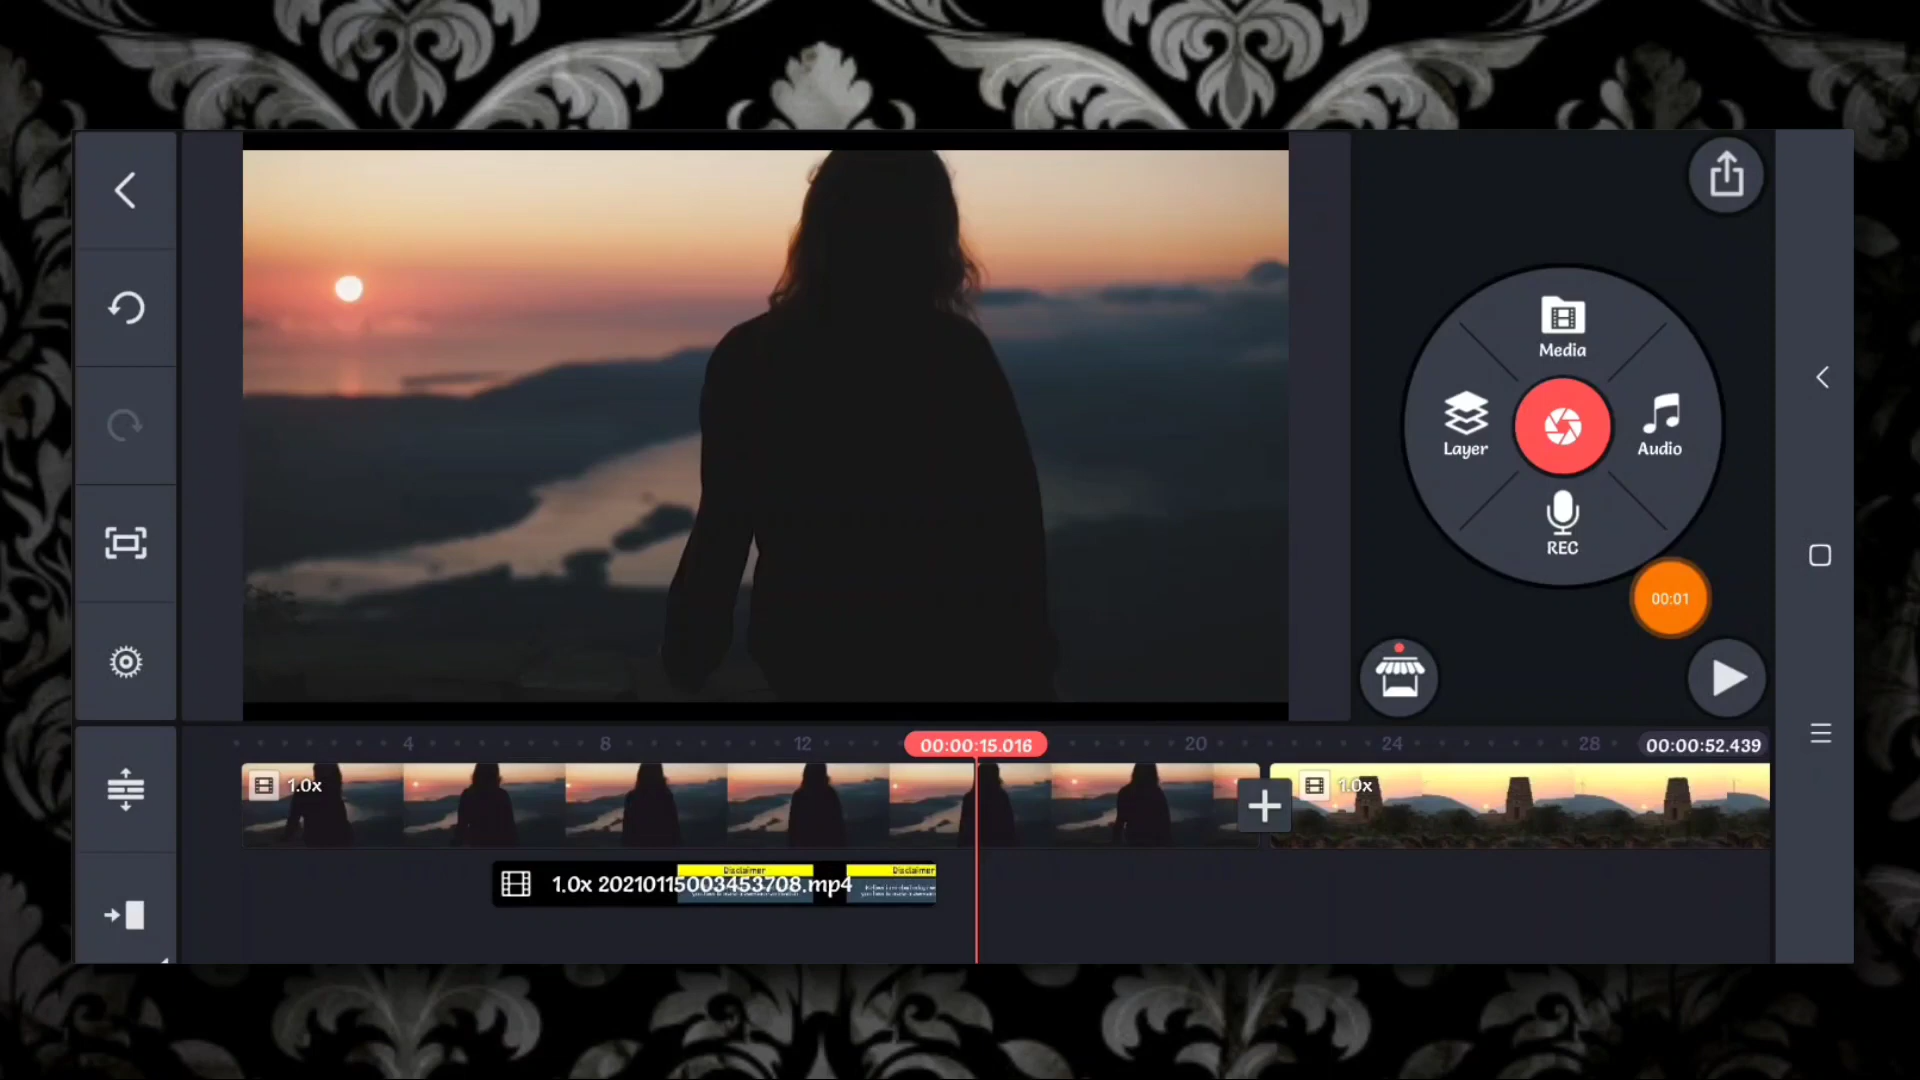 Media
Layer
Audio
REC
00:01
4
8
12
00:00:15.016
20
24
28
00:00:52.439
1.0x
1.0x
Disclaimer
Disclaimer
1.0x 20210115003453708.mp4